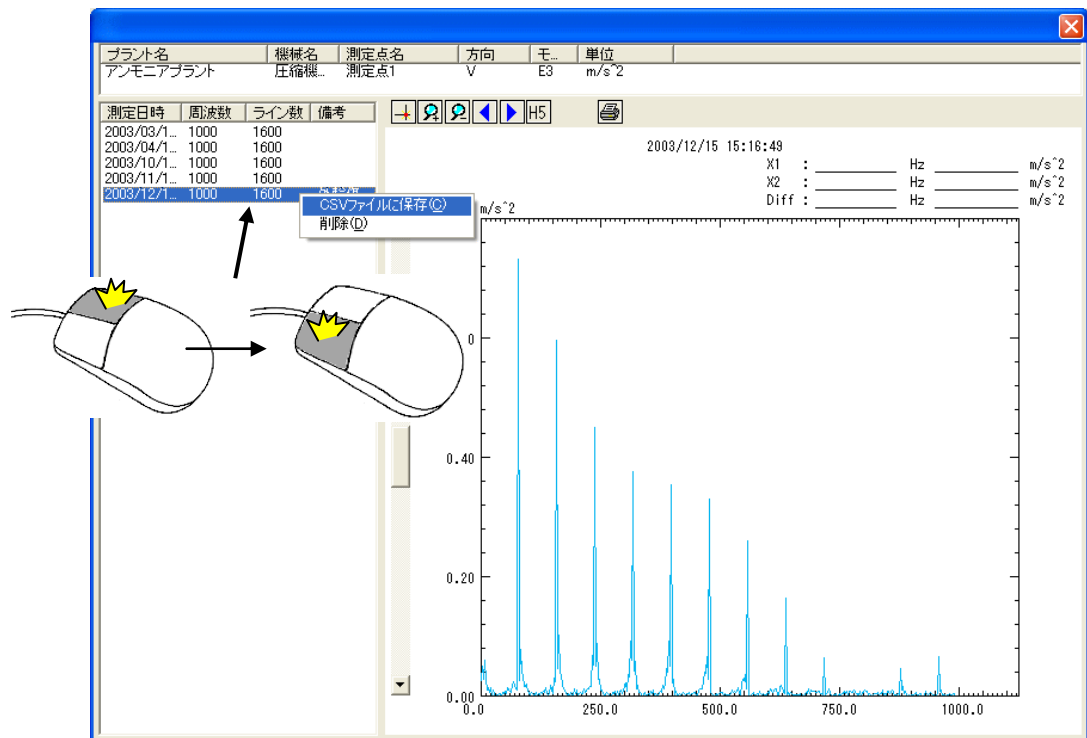 プラント名 機械名 測定点名 方向 モ... 単位
アンモニアプラント 圧縮機... 測定点1 V E3 m/s^2
測定日時 周波数 ライン数 備考
2003/03/1... 1000 1600
2003/04/1... 1000 1600
2003/10/1... 1000 1600
2003/11/1... 1000 1600
2003/12/1... 1000 1600
CSVファイルに保存(C)
削除(D)
H5
2003/12/15 15:16:49
X1 : Hz m/s^2
X2 : Hz m/s^2
Diff : Hz m/s^2
m/s^2
0
0.40
0.20
0.00
0.0 250.0 500.0 750.0 1000.0